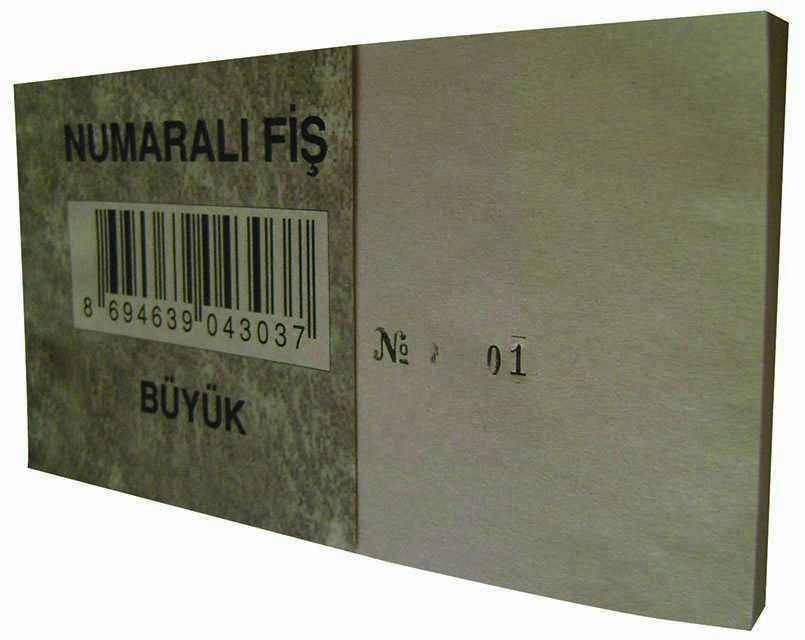 NUMARALI FİŞ
8 694639 043037
BÜYÜK
№ 01